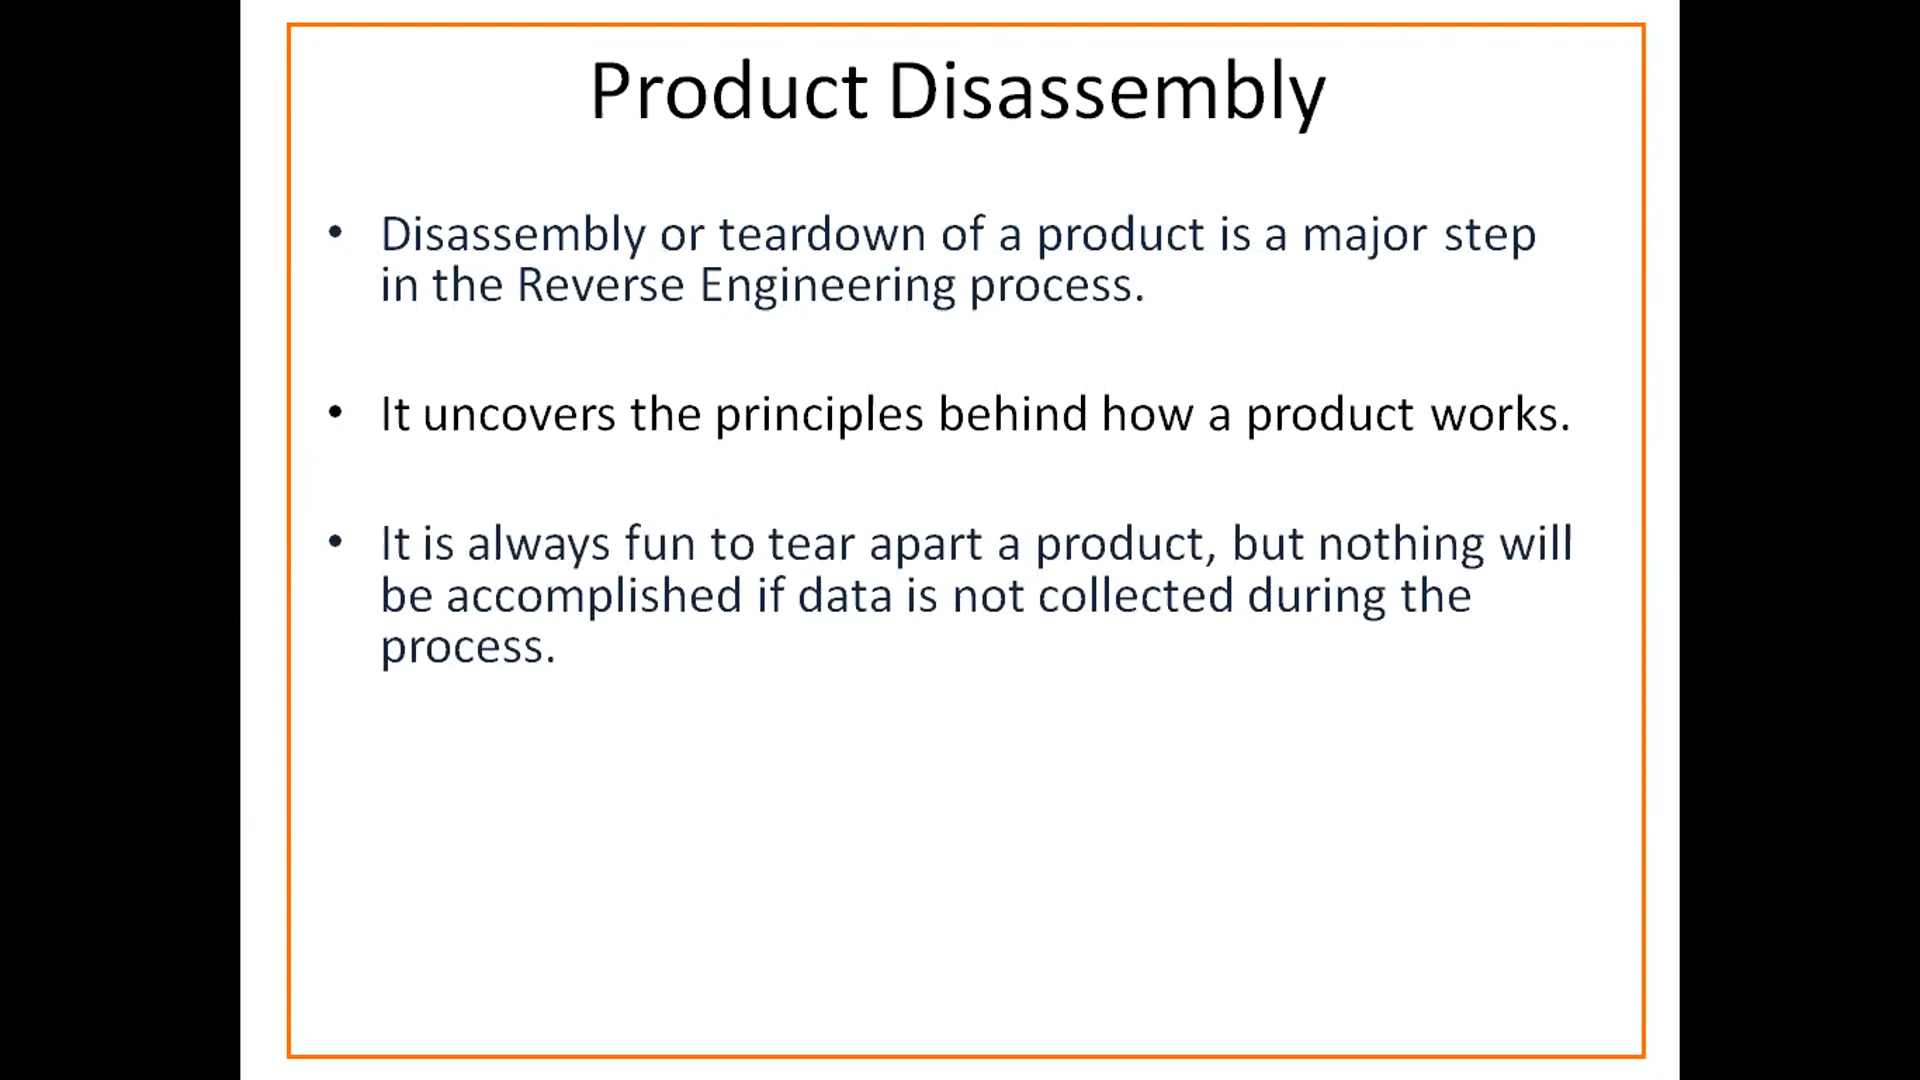 Product Disassembly
• Disassembly or teardown of a product is a major step
in the Reverse Engineering process.
• It uncovers the principles behind how a product works.
• It is always fun to tear apart a product, but nothing will
be accomplished if data is not collected during the
process.